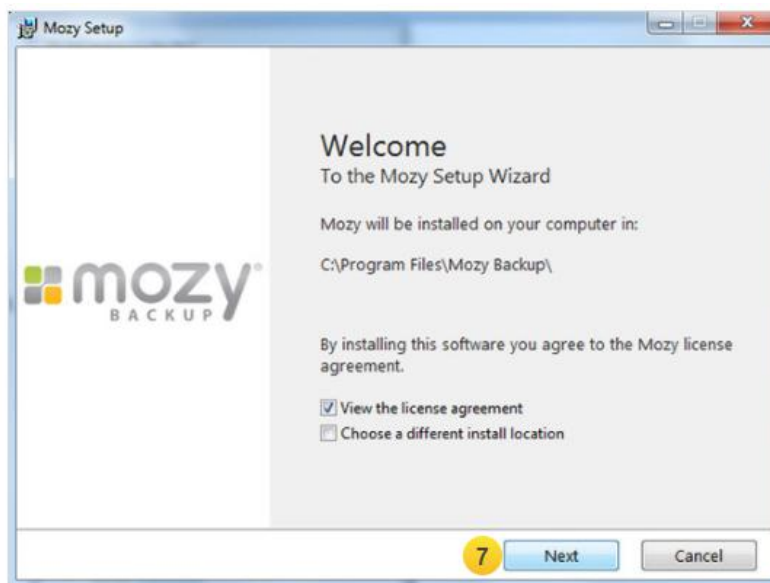 Mozy Setup
Welcome
To the Mozy Setup Wizard
Mozy will be installed on your computer in:
C:\Program Files\Mozy Backup\
mozy
BACKUP
By installing this software you agree to the Mozy license
agreement.
View the license agreement
Choose a different install location
7 Next Cancel